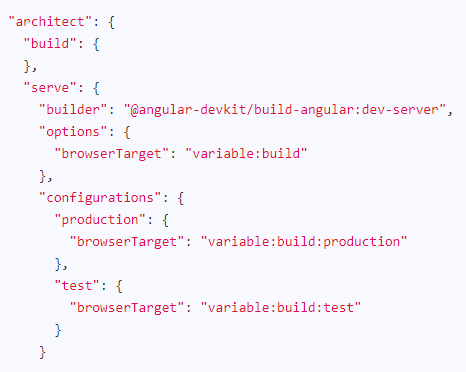 "architect": {
  "build": {
  },
  "serve": {
    "builder": "@angular-devkit/build-angular:dev-server",
    "options": {
      "browserTarget": "variable:build"
    },
    "configurations": {
      "production": {
        "browserTarget": "variable:build:production"
      },
      "test": {
        "browserTarget": "variable:build:test"
      }
    }